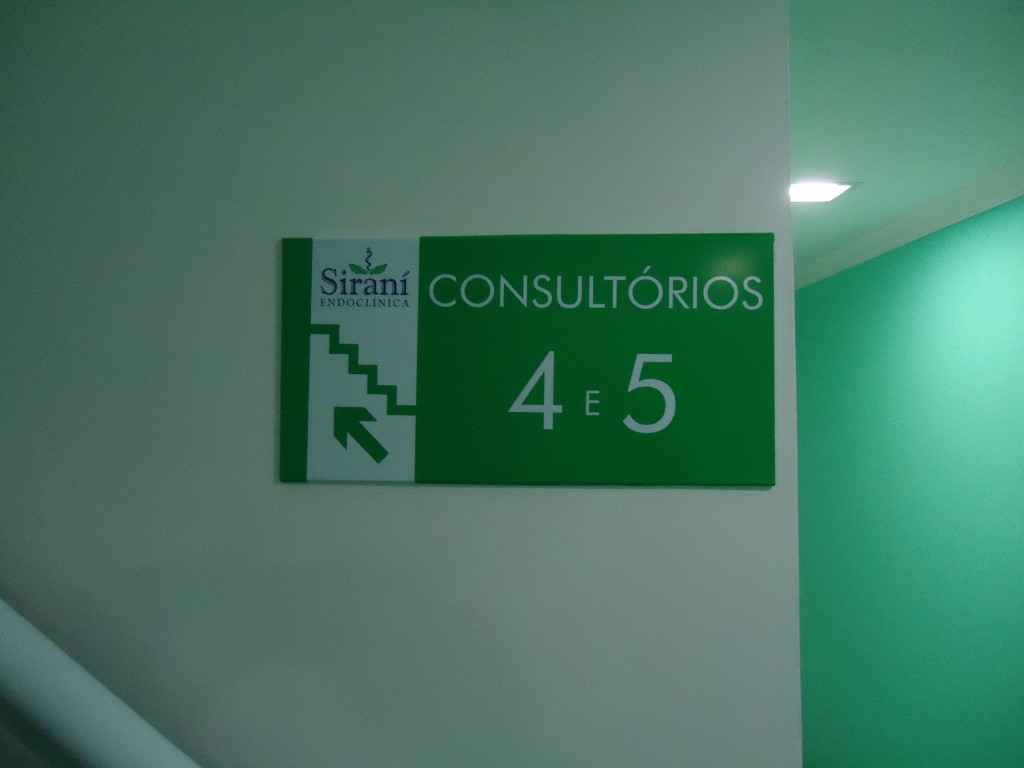 Siraní
ENDOCLÍNICA
CONSULTÓRIOS
4 E 5